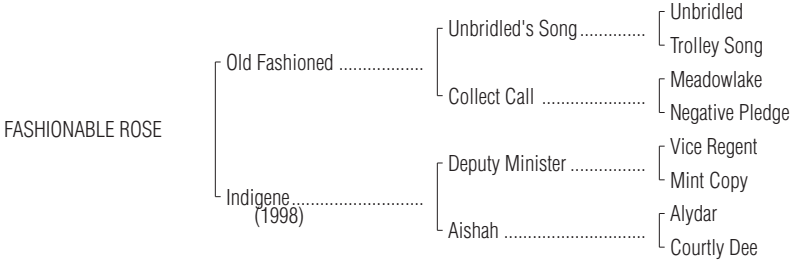 Unbridled
Unbridled's Song..............
Trolley Song
Old Fashioned ..................
Meadowlake
Collect Call ......................
Negative Pledge
FASHIONABLE ROSE
Vice Regent
Deputy Minister ................
Mint Copy
Indigene............................
(1998)
Alydar
Aishah ..............................
Courtly Dee